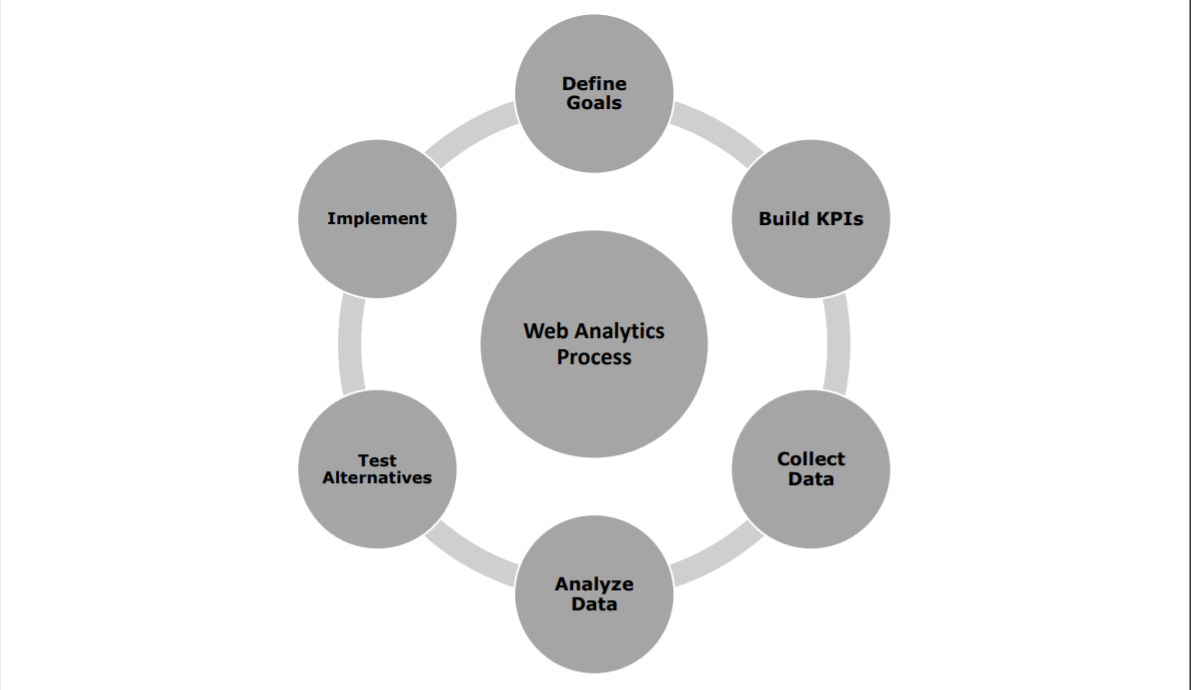 Define
Goals
Build KPIs
Collect
Data
Analyze
Data
Test
Alternatives
Implement
Web Analytics
Process